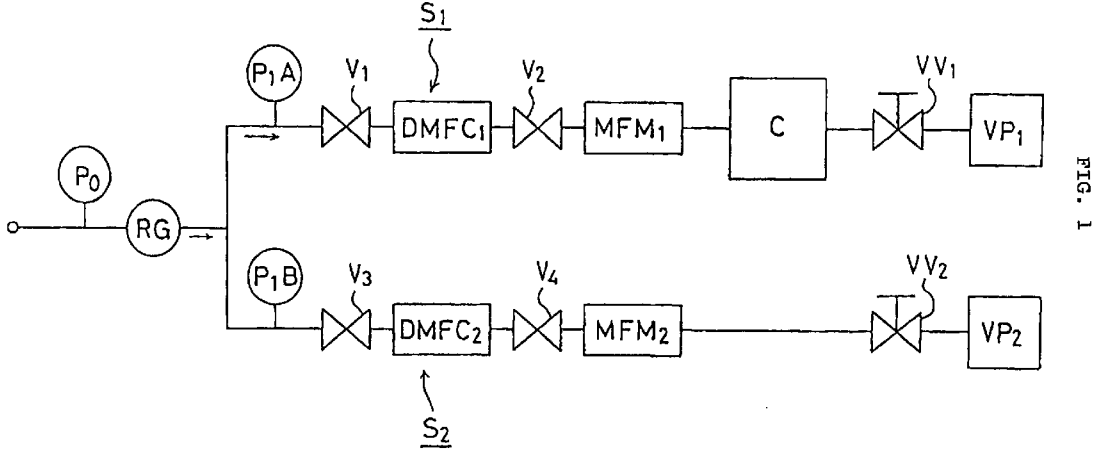 S₁
P₁A
V₁
V₂
VV₁
DMFC₁
MFM₁
C
VP₁
P₀
RG
FIG. 1
P₁B
V₃
V₄
VV₂
DMFC₂
MFM₂
VP₂
S₂